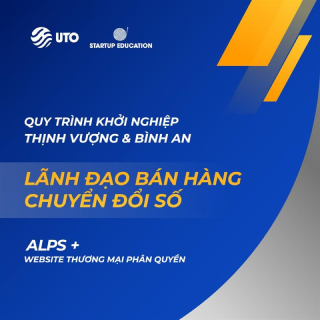 UTO
STARTUP EDUCATION
QUY TRÌNH KHỞI NGHIỆP
THỊNH VƯỢNG & BÌNH AN
LÃNH ĐẠO BÁN HÀNG
CHUYỂN ĐỔI SỐ
ALPS +
WEBSITE THƯƠNG MẠI PHÂN QUYỀN